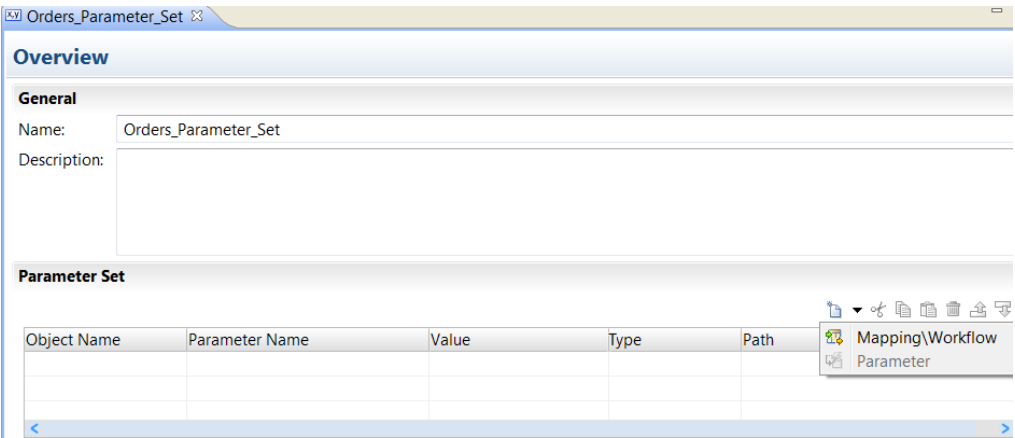 x,y Orders_Parameter_Set
Overview
General
Name: Orders_Parameter_Set
Description:
Parameter Set
Object Name Parameter Name Value Type Path
Mapping\Workflow
Parameter